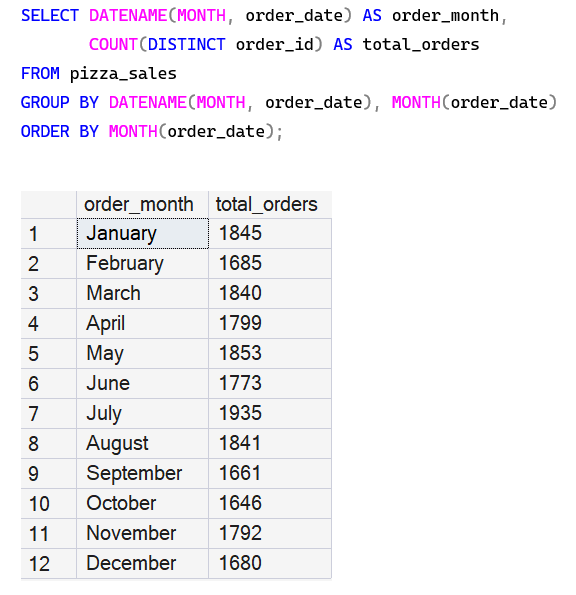 SELECT DATENAME(MONTH, order_date) AS order_month,
COUNT(DISTINCT order_id) AS total_orders
FROM pizza_sales
GROUP BY DATENAME(MONTH, order_date), MONTH(order_date)
ORDER BY MONTH(order_date);
order_month total_orders
1 January 1845
2 February 1685
3 March 1840
4 April 1799
5 May 1853
6 June 1773
7 July 1935
8 August 1841
9 September 1661
10 October 1646
11 November 1792
12 December 1680